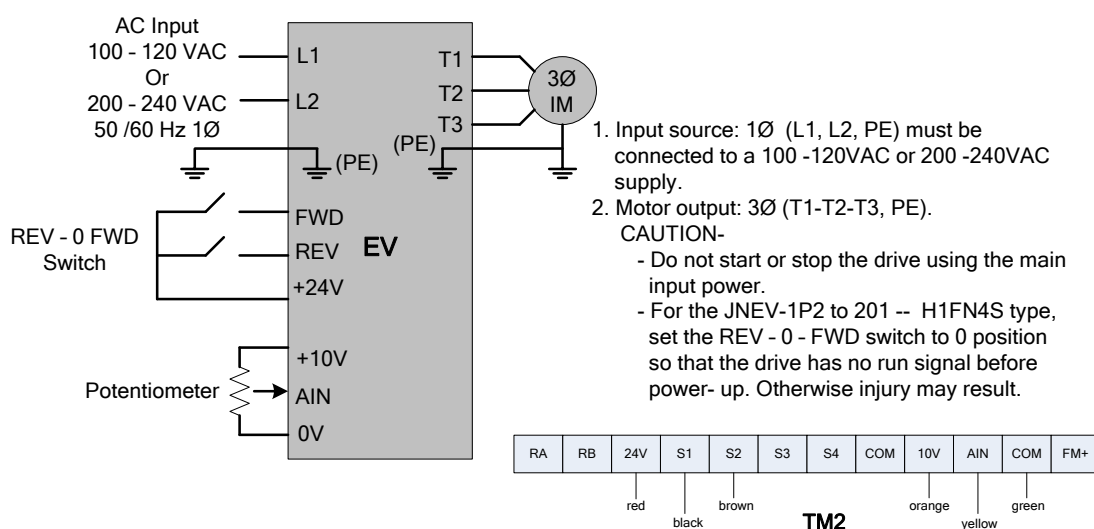 AC Input
100 - 120 VAC
Or
200 - 240 VAC
50 /60 Hz 1Ø
L1
L2
(PE)
T1
T2
T3
(PE)
3Ø
IM
REV - 0 FWD
Switch
FWD
REV
+24V
EV
Potentiometer
+10V
AIN
0V
1. Input source: 1Ø (L1, L2, PE) must be
connected to a 100 -120VAC or 200 -240VAC
supply.
2. Motor output: 3Ø (T1-T2-T3, PE).
CAUTION-
- Do not start or stop the drive using the main
input power.
- For the JNEV-1P2 to 201 -- H1FN4S type,
set the REV - 0 - FWD switch to 0 position
so that the drive has no run signal before
power- up. Otherwise injury may result.
RA RB 24V S1 S2 S3 S4 COM 10V AIN COM FM+
red black brown orange yellow green
TM2